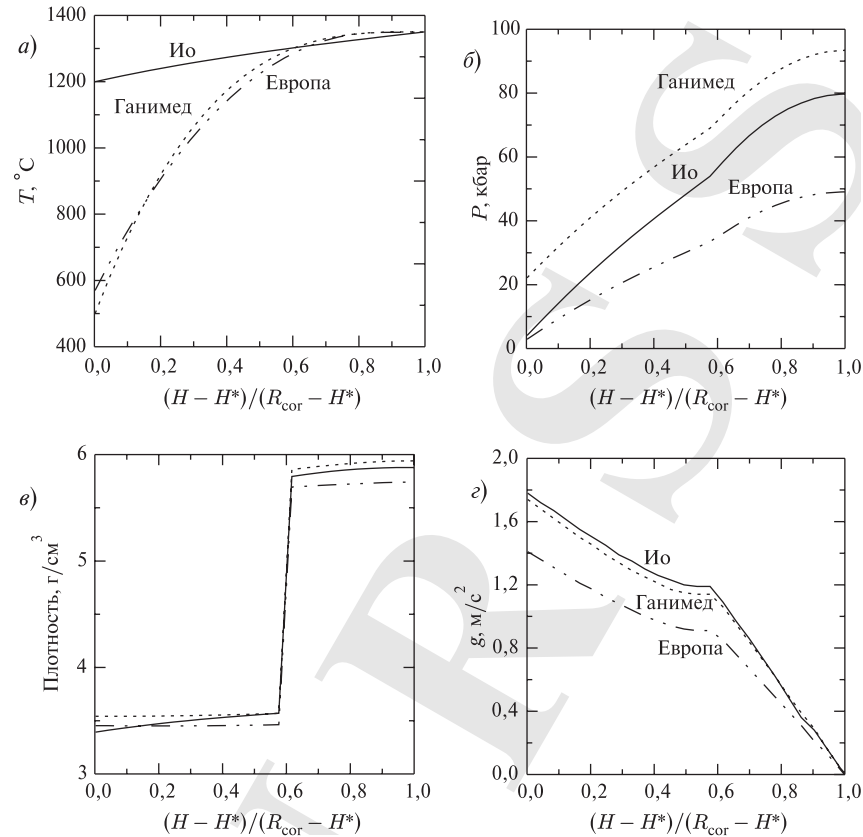 а)
1400
1200
1000
800
600
400
T, °C
Ио
Ганимед
Европа
0,0 0,2 0,4 0,6 0,8 1,0
(H − H*)/(R_cor − H*)
б)
100
80
60
40
20
0
P, кбар
Ганимед
Ио
Европа
0,0 0,2 0,4 0,6 0,8 1,0
(H − H*)/(R_cor − H*)
в)
6
5
4
3
Плотность, г/см³
0,0 0,2 0,4 0,6 0,8 1,0
(H − H*)/(R_cor − H*)
г)
2,0
1,6
1,2
0,8
0,4
0,0
g, м/с²
Ио
Ганимед
Европа
0,0 0,2 0,4 0,6 0,8 1,0
(H − H*)/(R_cor − H*)